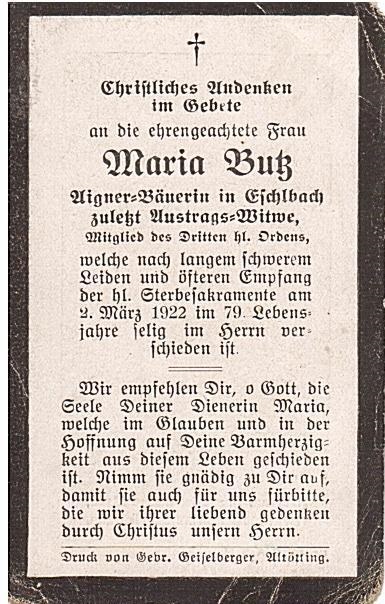 Christliches Andenken
im Gebete
an die ehrengeachtete Frau
Maria Butz
Aigner-Bäuerin in Eschlbach
zuletzt Austrags-Witwe,
Mitglied des Dritten hl. Ordens,
welche nach langem schwerem
Leiden und öfteren Empfang
der hl. Sterbesakramente am
2. März 1922 im 79. Lebens-
jahre selig im Herrn ver-
schieden ist.
Wir empfehlen Dir, o Gott, die
Seele Deiner Dienerin Maria,
welche im Glauben und in der
Hoffnung auf Deine Barmherzig-
keit aus diesem Leben geschieden
ist. Nimm sie gnädig zu Dir auf,
damit sie auch für uns fürbitte,
die wir ihrer liebend gedenken
durch Christus unsern Herrn.
Druck von Gebr. Geiselberger, Altötting.